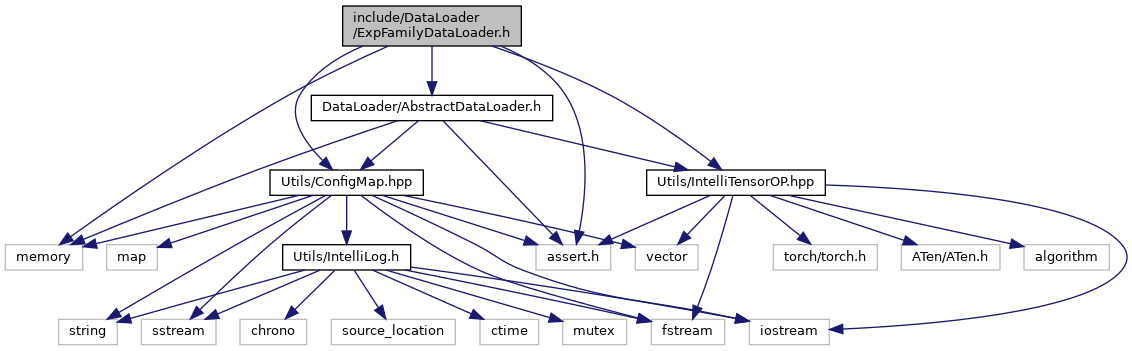 include/DataLoader
/ExpFamilyDataLoader.h
DataLoader/AbstractDataLoader.h
Utils/ConfigMap.hpp
Utils/IntelliTensorOP.hpp
memory
map
Utils/IntelliLog.h
assert.h
vector
torch/torch.h
ATen/ATen.h
algorithm
string
sstream
chrono
source_location
ctime
mutex
fstream
iostream